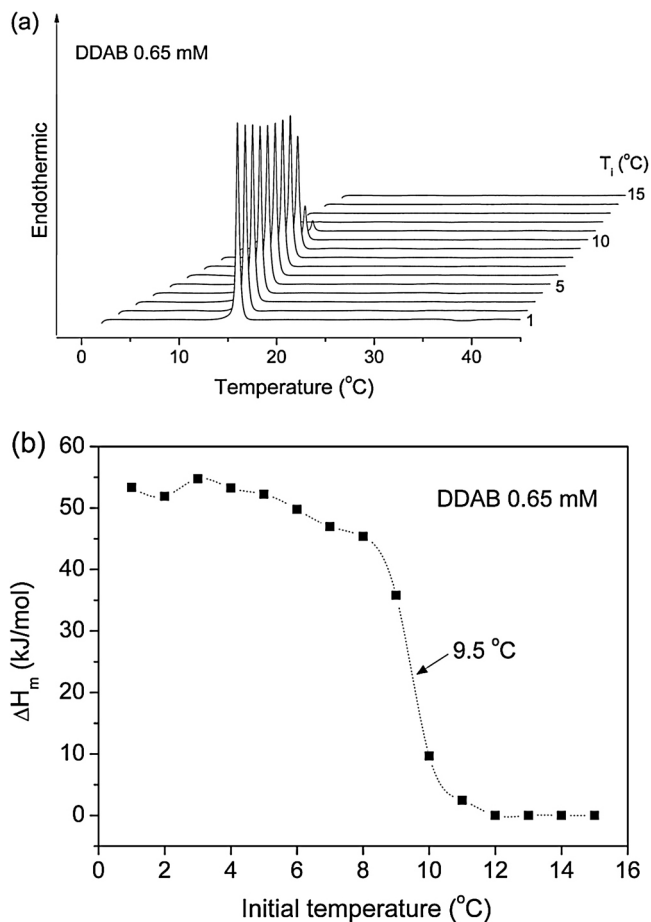 (a)
DDAB 0.65 mM
Endothermic
T_i (°C)
15
10
5
1
0 10 20 30 40
Temperature (°C)
(b)
60
50
40
30
20
10
0
DDAB 0.65 mM
9.5 °C
ΔH_m (kJ/mol)
0 2 4 6 8 10 12 14 16
Initial temperature (°C)